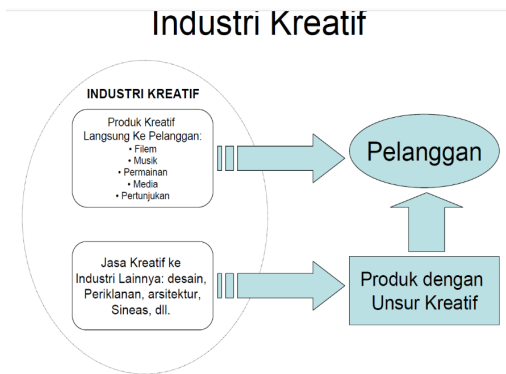 Industri Kreatif
INDUSTRI KREATIF
Produk Kreatif
Langsung Ke Pelanggan:
• Filem
• Musik
• Permainan
• Media
• Pertunjukan
Pelanggan
Jasa Kreatif ke
Industri Lainnya: desain,
Periklanan, arsitektur,
Sineas, dll.
Produk dengan
Unsur Kreatif